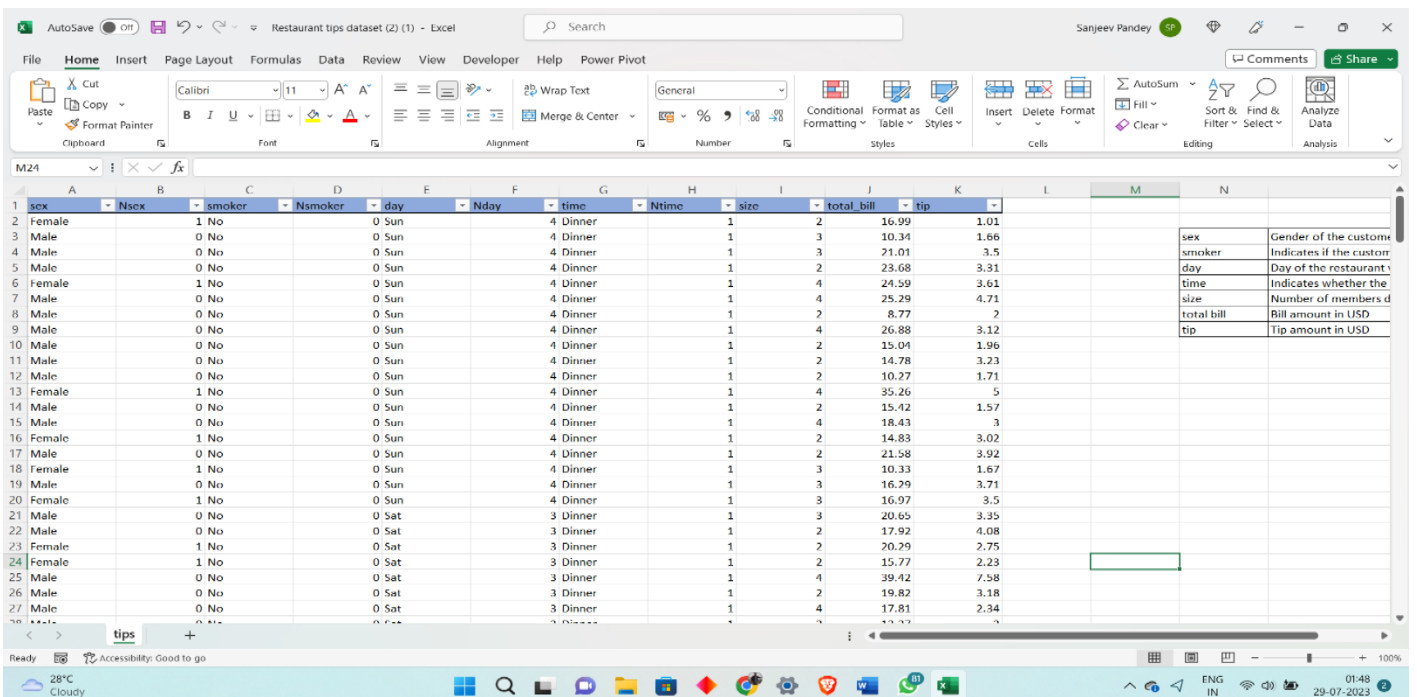 AutoSave Off Restaurant tips dataset (2) (1) - Excel Search Sanjeev Pandey SP
File Home Insert Page Layout Formulas Data Review View Developer Help Power Pivot Comments Share
Cut Calibri 11 A^ A˅ ab Wrap Text General Conditional Format as Cell Insert Delete Format AutoSum Sort & Find & Analyze
Paste Copy B I U A Merge & Center % 9 Formatting Table Styles Fill Filter Select Data
Format Painter Clear
Clipboard Font Alignment Number Styles Cells Editing Analysis
M24 fx
A B C D E F G H I J K L M N
1 sex Nsex smoker Nsmoker day Nday time Ntime size total_bill tip
2 Female 1 No 0 Sun 4 Dinner 1 2 16.99 1.01
3 Male 0 No 0 Sun 4 Dinner 1 3 10.34 1.66 sex Gender of the custome
4 Male 0 No 0 Sun 4 Dinner 1 3 21.01 3.5 smoker Indicates if the custom
5 Male 0 No 0 Sun 4 Dinner 1 2 23.68 3.31 day Day of the restaurant
6 Female 1 No 0 Sun 4 Dinner 1 4 24.59 3.61 time Indicates whether the
7 Male 0 No 0 Sun 4 Dinner 1 4 25.29 4.71 size Number of members d
8 Male 0 No 0 Sun 4 Dinner 1 2 8.77 2 total bill Bill amount in USD
9 Male 0 No 0 Sun 4 Dinner 1 4 26.88 3.12 tip Tip amount in USD
10 Male 0 No 0 Sun 4 Dinner 1 2 15.04 1.96
11 Male 0 No 0 Sun 4 Dinner 1 2 14.78 3.23
12 Male 0 No 0 Sun 4 Dinner 1 2 10.27 1.71
13 Female 1 No 0 Sun 4 Dinner 1 4 35.26 5
14 Male 0 No 0 Sun 4 Dinner 1 2 15.42 1.57
15 Male 0 No 0 Sun 4 Dinner 1 4 18.43 3
16 Female 1 No 0 Sun 4 Dinner 1 2 14.83 3.02
17 Male 0 No 0 Sun 4 Dinner 1 2 21.58 3.92
18 Female 1 No 0 Sun 4 Dinner 1 3 10.33 1.67
19 Male 0 No 0 Sun 4 Dinner 1 3 16.29 3.71
20 Female 1 No 0 Sun 4 Dinner 1 3 16.97 3.5
21 Male 0 No 0 Sat 3 Dinner 1 3 20.65 3.35
22 Male 0 No 0 Sat 3 Dinner 1 2 17.92 4.08
23 Female 1 No 0 Sat 3 Dinner 1 2 20.29 2.75
24 Female 1 No 0 Sat 3 Dinner 1 2 15.77 2.23
25 Male 0 No 0 Sat 3 Dinner 1 4 39.42 7.58
26 Male 0 No 0 Sat 3 Dinner 1 2 19.82 3.18
27 Male 0 No 0 Sat 3 Dinner 1 4 17.81 2.34
tips
Ready Accessibility: Good to go 100%
28°C
Cloudy
81
ENG
IN
01:48
29-07-2023
2